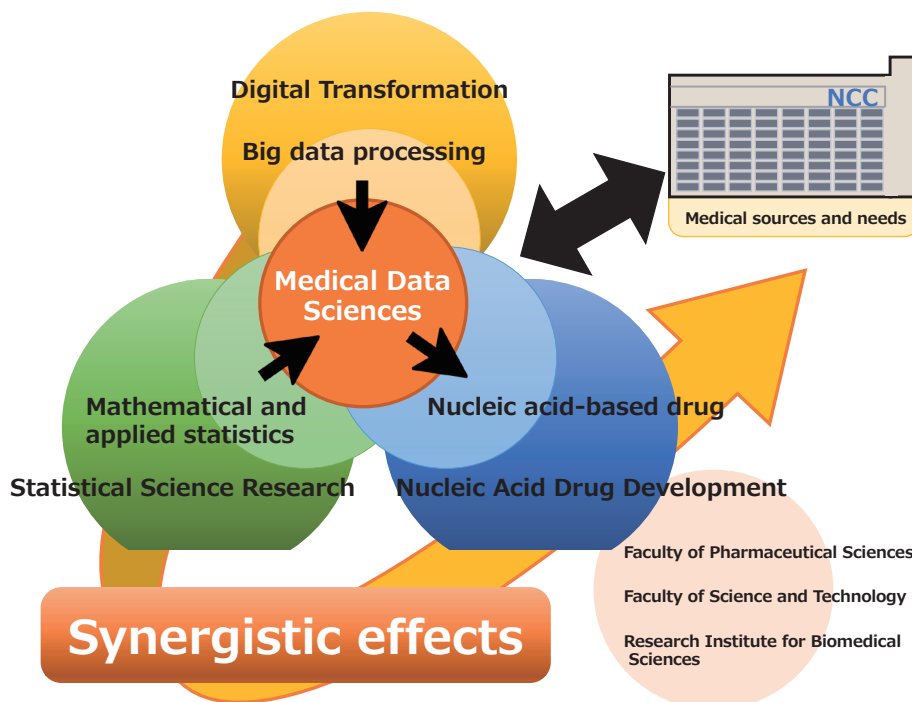 Digital Transformation
Big data processing
NCC
Medical sources and needs
Medical Data
Sciences
Mathematical and
applied statistics
Nucleic acid-based drug
Statistical Science Research
Nucleic Acid Drug Development
Faculty of Pharmaceutical Sciences
Faculty of Science and Technology
Research Institute for Biomedical
Sciences
Synergistic effects